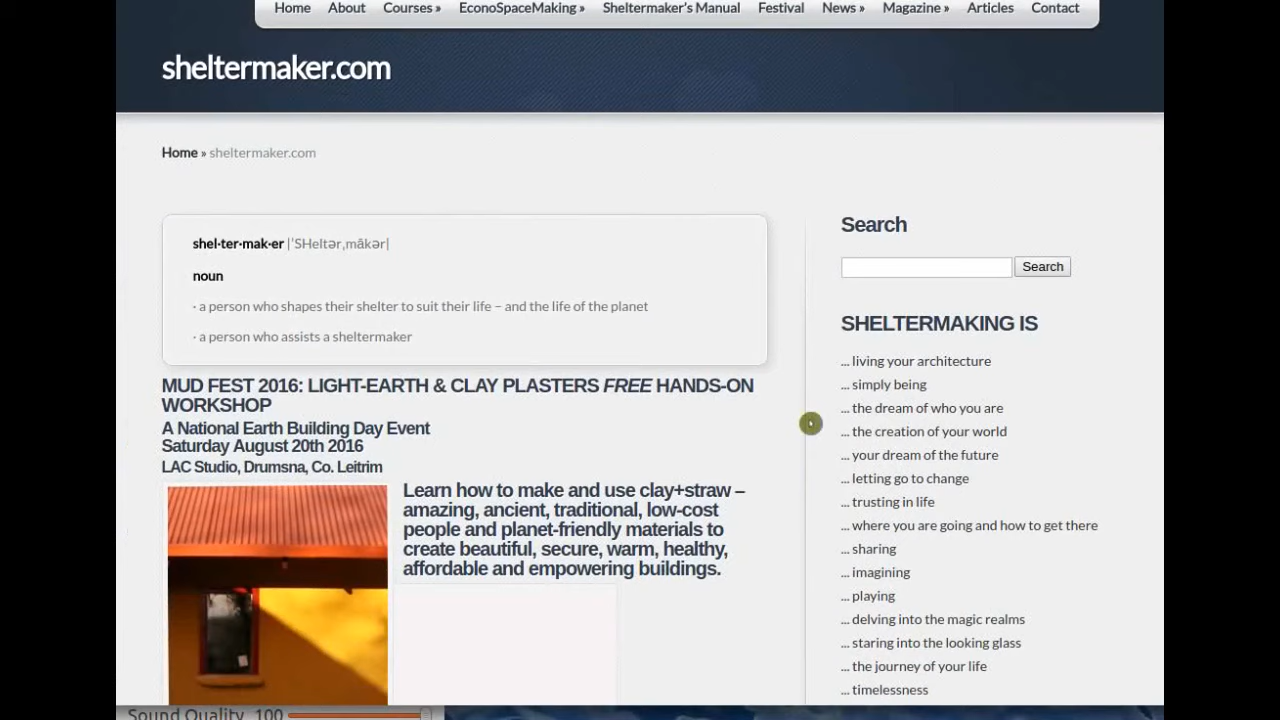 Home About Courses » EconoSpaceMaking » Sheltermaker's Manual Festival News » Magazine » Articles Contact
sheltermaker.com
Home » sheltermaker.com
shel·ter·mak·er |ˈSHeltərˌmākər|
noun
· a person who shapes their shelter to suit their life – and the life of the planet
· a person who assists a sheltermaker
MUD FEST 2016: LIGHT-EARTH & CLAY PLASTERS FREE HANDS-ON
WORKSHOP
A National Earth Building Day Event
Saturday August 20th 2016
LAC Studio, Drumsna, Co. Leitrim
Learn how to make and use clay+straw –
amazing, ancient, traditional, low-cost
people and planet-friendly materials to
create beautiful, secure, warm, healthy,
affordable and empowering buildings.
Search
Search
SHELTERMAKING IS
... living your architecture
... simply being
... the dream of who you are
... the creation of your world
... your dream of the future
... letting go to change
... trusting in life
... where you are going and how to get there
... sharing
... imagining
... playing
... delving into the magic realms
... staring into the looking glass
... the journey of your life
... timelessness
Sound Quality 100